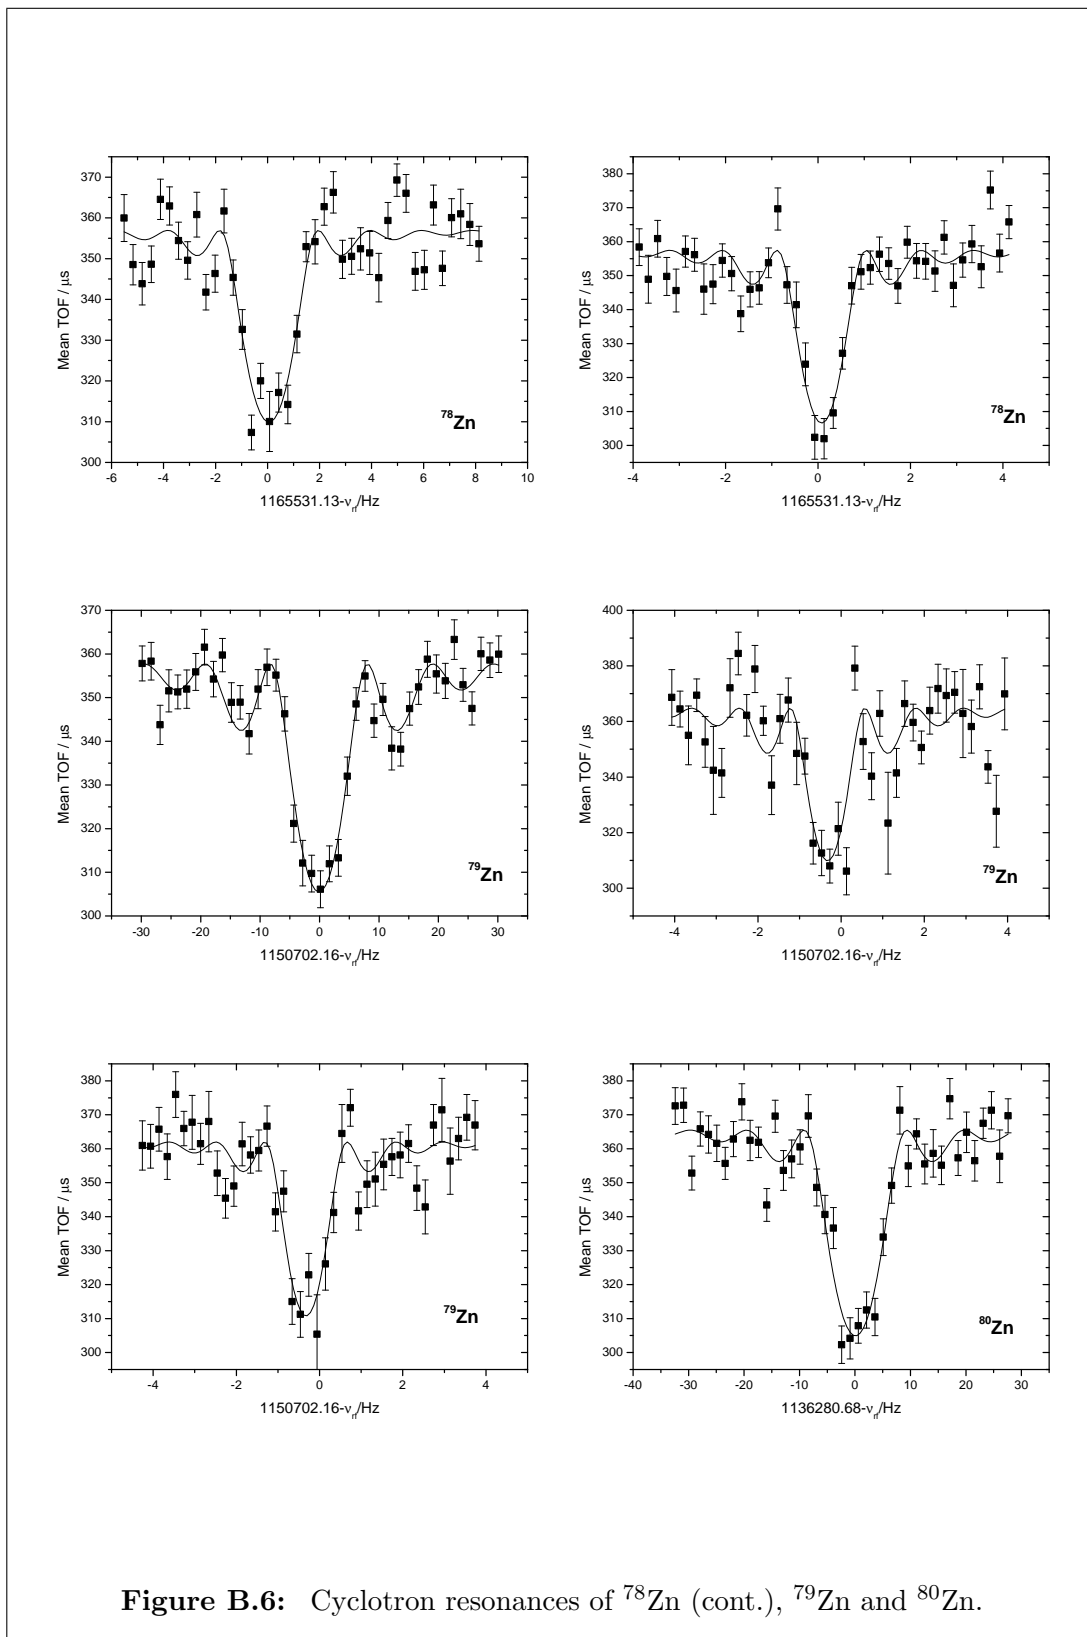 370
360
350
340
330
320
310
300
Mean TOF / μs
-6 -4 -2 0 2 4 6 8 10
1165531.13-νrf/Hz
⁷⁸Zn
380
370
360
350
340
330
320
310
300
Mean TOF / μs
-4 -2 0 2 4
1165531.13-νrf/Hz
⁷⁸Zn
370
360
350
340
330
320
310
300
Mean TOF / μs
-30 -20 -10 0 10 20 30
1150702.16-νrf/Hz
⁷⁹Zn
400
380
360
340
320
300
Mean TOF / μs
-4 -2 0 2 4
1150702.16-νrf/Hz
⁷⁹Zn
380
370
360
350
340
330
320
310
300
Mean TOF / μs
-4 -2 0 2 4
1150702.16-νrf/Hz
⁷⁹Zn
380
370
360
350
340
330
320
310
300
Mean TOF / μs
-40 -30 -20 -10 0 10 20 30
1136280.68-νrf/Hz
⁸⁰Zn
Figure B.6: Cyclotron resonances of ⁷⁸Zn (cont.), ⁷⁹Zn and ⁸⁰Zn.